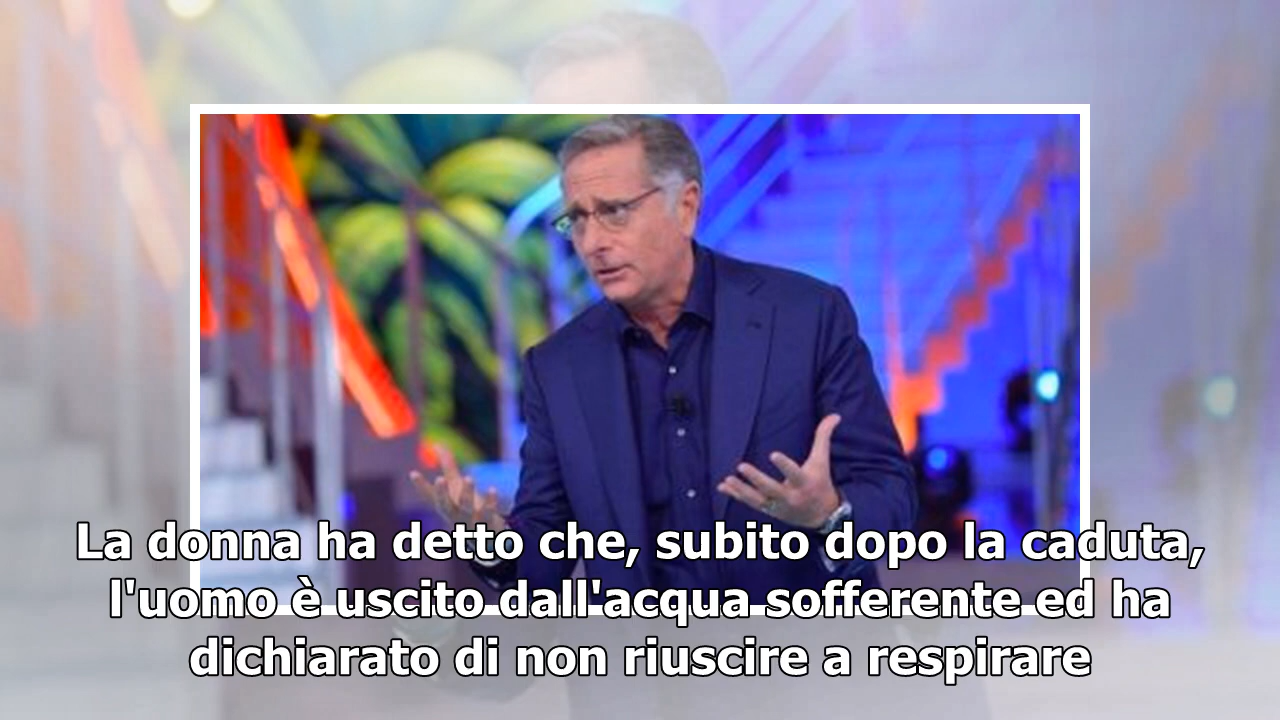 La donna ha detto che, subito dopo la caduta,
l'uomo è uscito dall'acqua sofferente ed ha
dichiarato di non riuscire a respirare